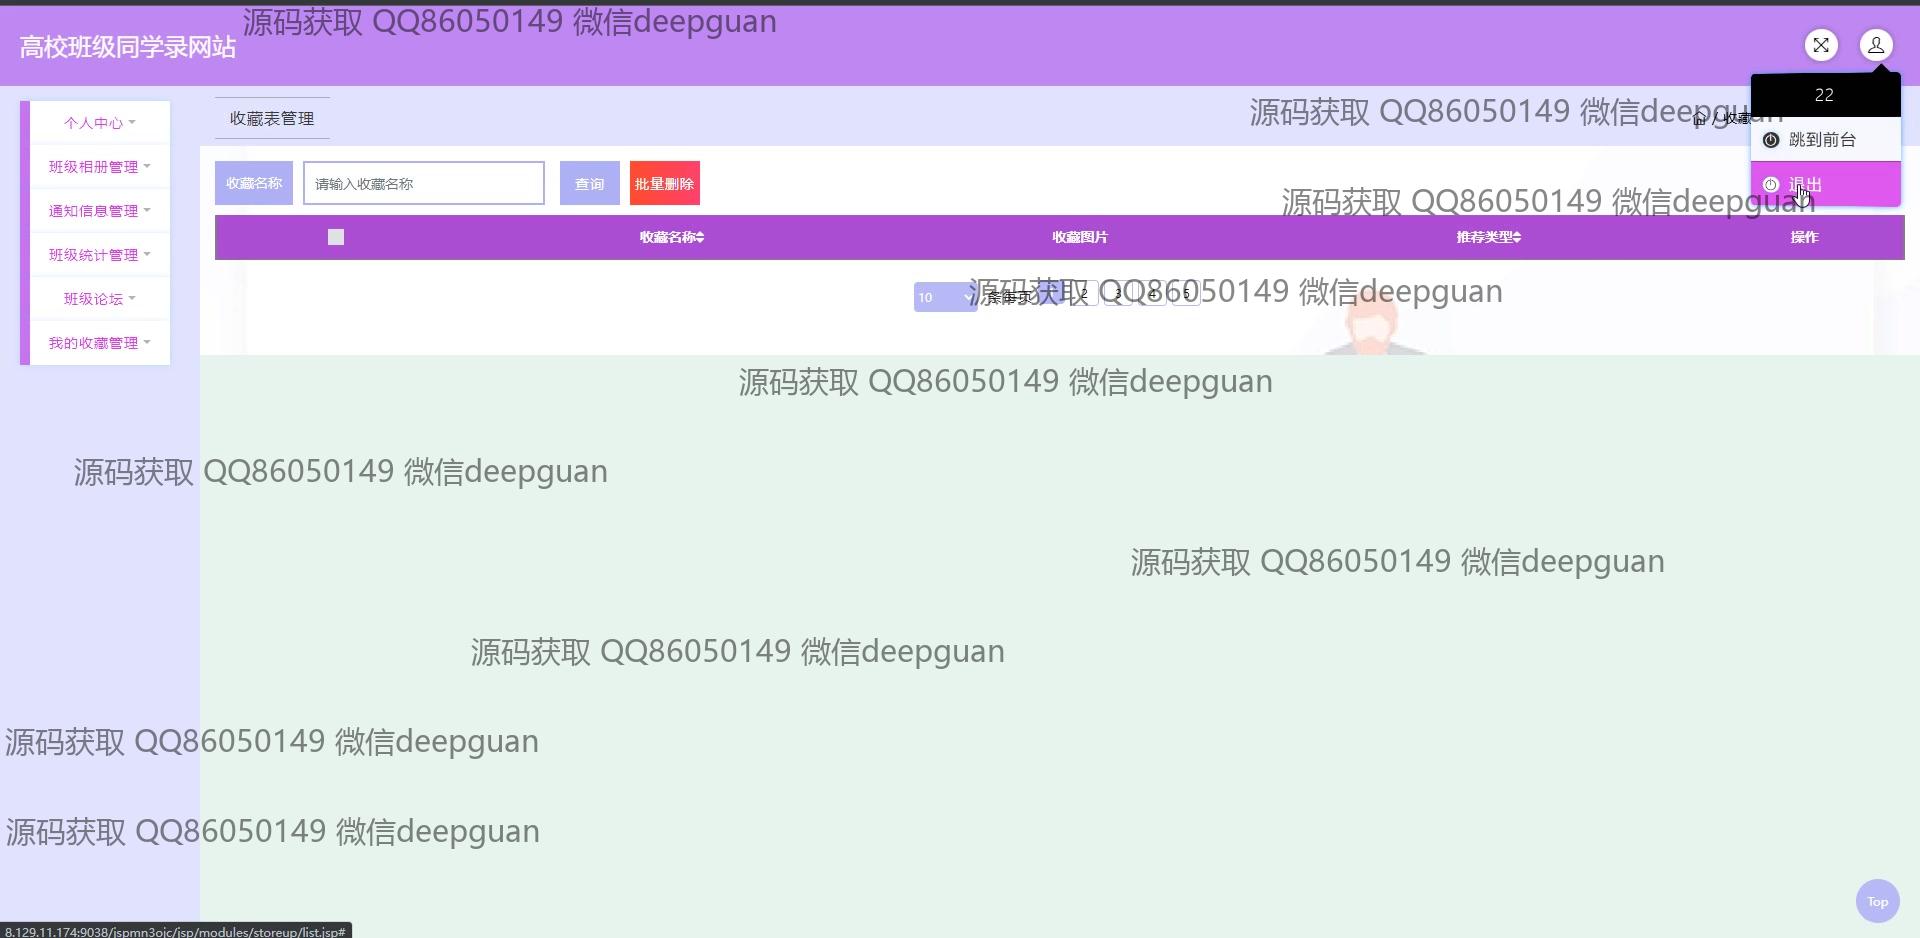 源码获取 QQ86050149 微信deepguan
高校班级同学录网站
22
跳到前台
退出
个人中心
班级相册管理
通知信息管理
班级统计管理
班级论坛
我的收藏管理
收藏表管理
源码获取 QQ86050149 微信deepguan
/ 收藏
收藏名称 请输入收藏名称 查询 批量删除
源码获取 QQ86050149 微信deepguan
收藏名称 收藏图片 推荐类型 操作
10 条 每页 2 3 4 5
源码获取 QQ86050149 微信deepguan
源码获取 QQ86050149 微信deepguan
源码获取 QQ86050149 微信deepguan
源码获取 QQ86050149 微信deepguan
源码获取 QQ86050149 微信deepguan
源码获取 QQ86050149 微信deepguan
源码获取 QQ86050149 微信deepguan
Top
8.129.11.174:9038/jspmn3ojc/jsp/modules/storeup/list.jsp#